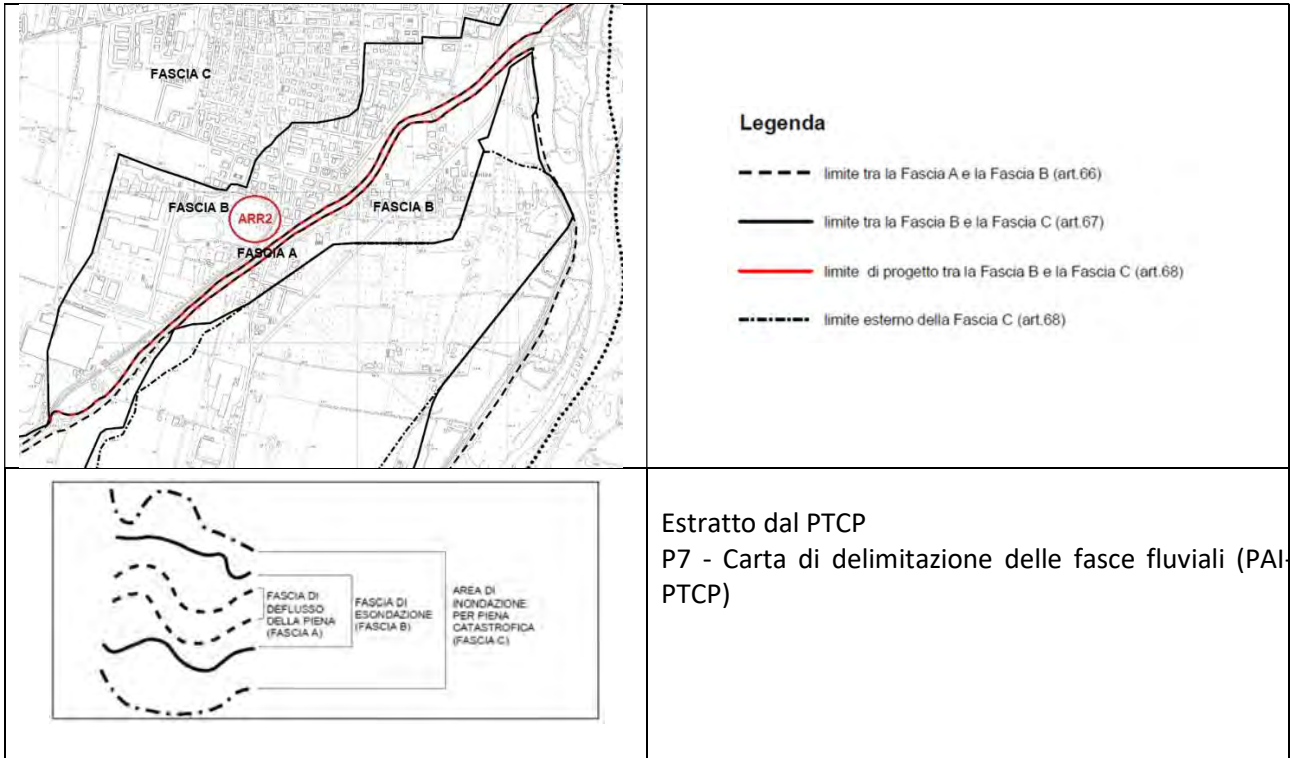 FASCIA C
FASCIA B
ARR2
FASCIA B
FASCIA A
FIUME
Legenda
limite tra la Fascia A e la Fascia B (art.66)
limite tra la Fascia B e la Fascia C (art.67)
limite di progetto tra la Fascia B e la Fascia C (art.68)
limite esterno della Fascia C (art.68)
FASCIA DI
DEFLUSSO
DELLA PIENA
(FASCIA A)
FASCIA DI
ESONDAZIONE
(FASCIA B)
AREA DI
INONDAZIONE
PER PIENA
CATASTROFICA
(FASCIA C)
Estratto dal PTCP
P7 - Carta di delimitazione delle fasce fluviali (PAI-
PTCP)